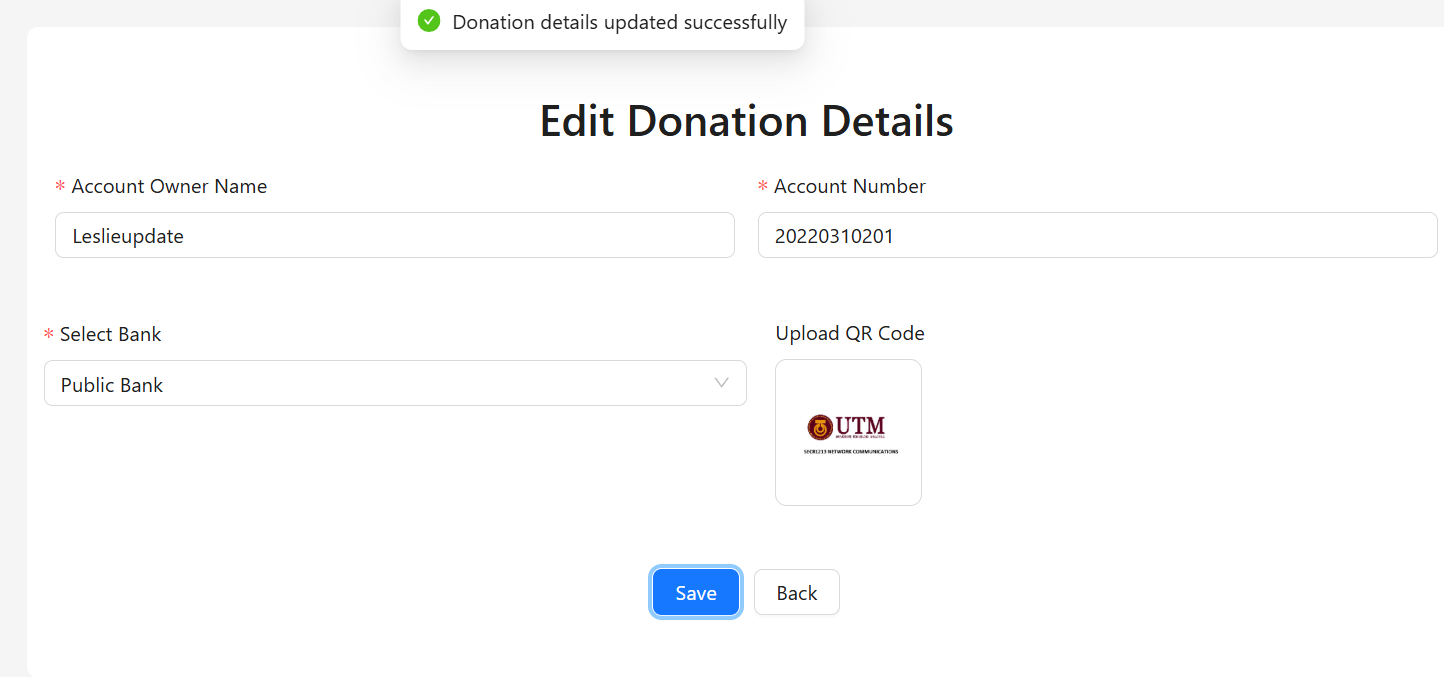 Donation details updated successfully
Edit Donation Details
* Account Owner Name
* Account Number
Leslieupdate
20220310201
* Select Bank
Upload QR Code
Public Bank
UTM
SECR1213 NETWORK COMMUNICATIONS
Save
Back